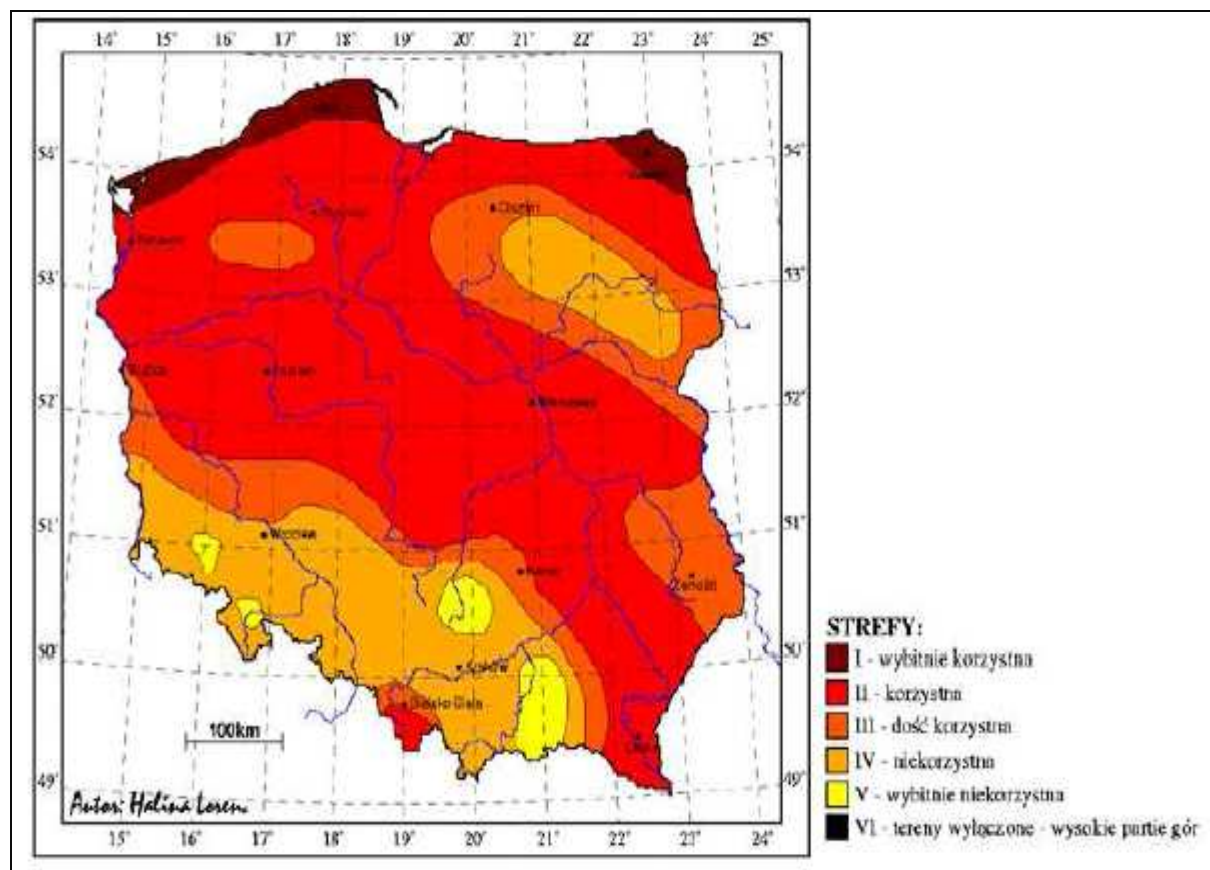 14° 15° 16° 17° 18° 19° 20° 21° 22° 23° 24° 25°
54° 54°
Olsztyn
53° 53°
52° 52°
Warszawa
51° 51°
Wrocław
Kielce
Zamość
50° 50°
Kraków
Bielsko-Biała
100km
49° 49°
Autor: Halina Lorenc
15° 16° 17° 18° 19° 20° 21° 22° 23°
STREFY:
I - wybitnie korzystna
II - korzystna
III - dość korzystna
IV - niekorzystna
V - wybitnie niekorzystna
VI - tereny wyłączone - wysokie partie gór